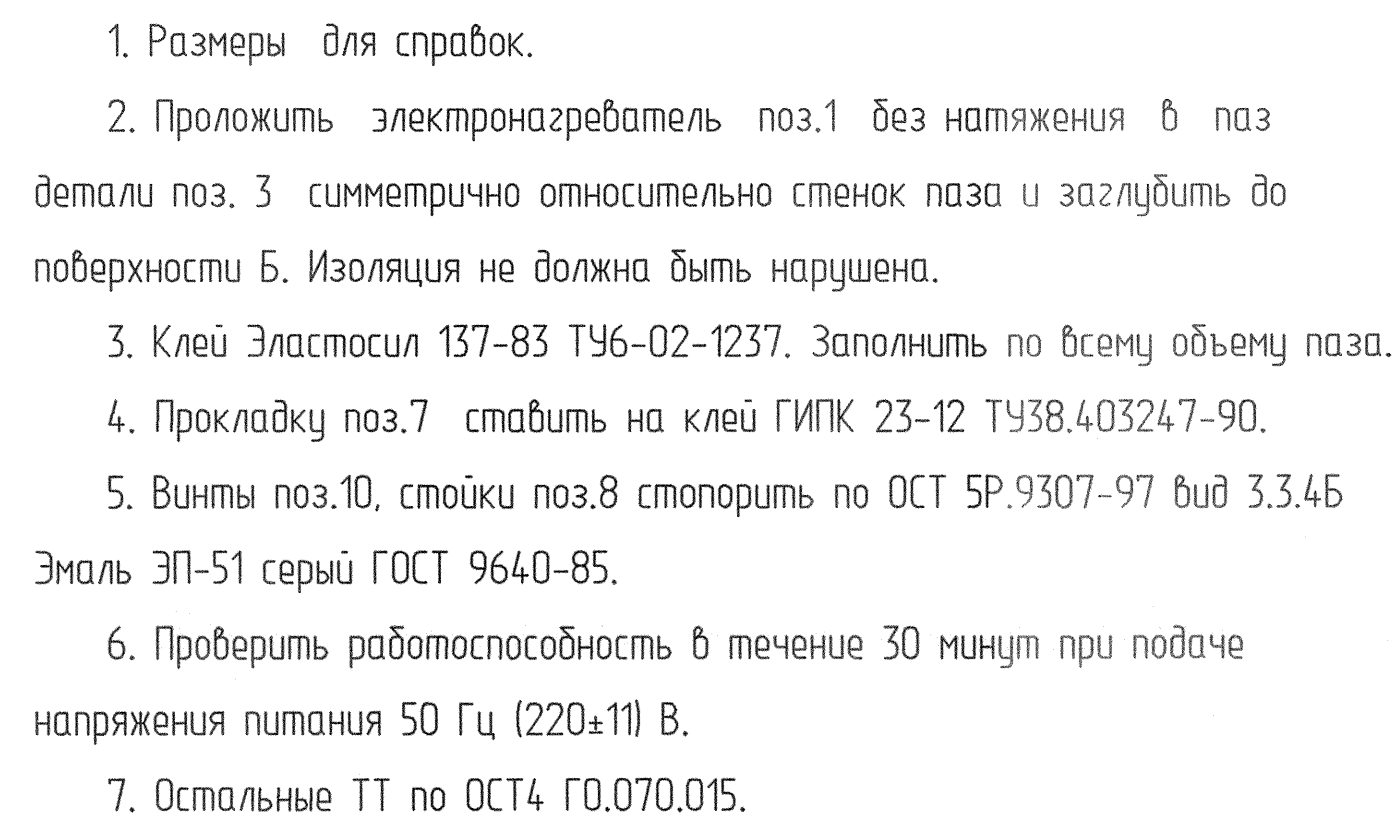 1. Размеры для справок.
2. Проложить электронагреватель поз.1 без натяжения в паз
детали поз. 3 симметрично относительно стенок паза и заглубить до
поверхности Б. Изоляция не должна быть нарушена.
3. Клей Эластосил 137-83 ТУ6-02-1237. Заполнить по всему объему паза.
4. Прокладку поз.7 ставить на клей ГИПК 23-12 ТУ38.403247-90.
5. Винты поз.10, стойки поз.8 стопорить по ОСТ 5Р.9307-97 вид 3.3.4Б
Эмаль ЭП-51 серый ГОСТ 9640-85.
6. Проверить работоспособность в течение 30 минут при подаче
напряжения питания 50 Гц (220±11) В.
7. Остальные ТТ по ОСТ4 ГО.070.015.